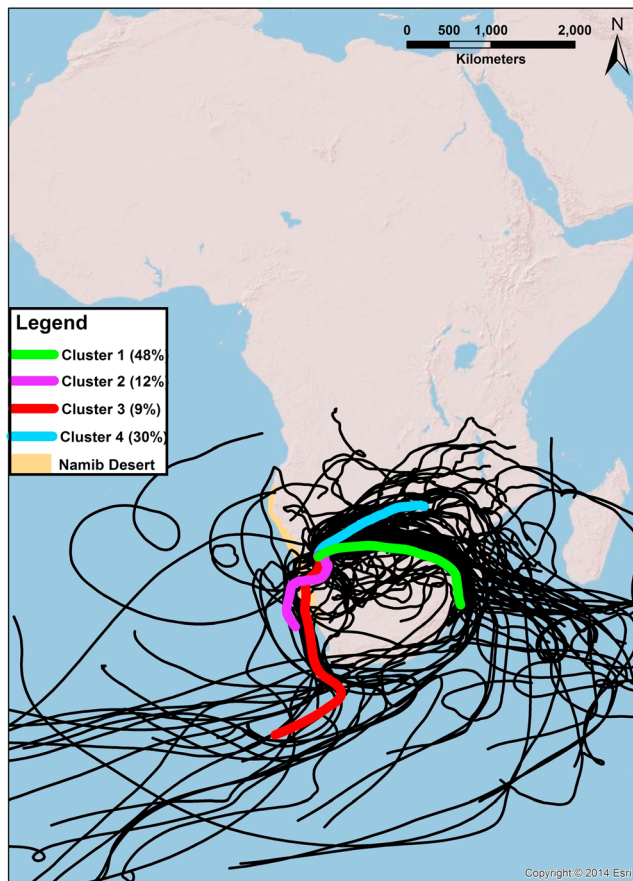 N
0 500 1,000 2,000
Kilometers
Legend
Cluster 1 (48%
Cluster 2 (12%
Cluster 3 (9%)
Cluster 4 (30%)
Namib Desert
Copyright:© 2014 Esri